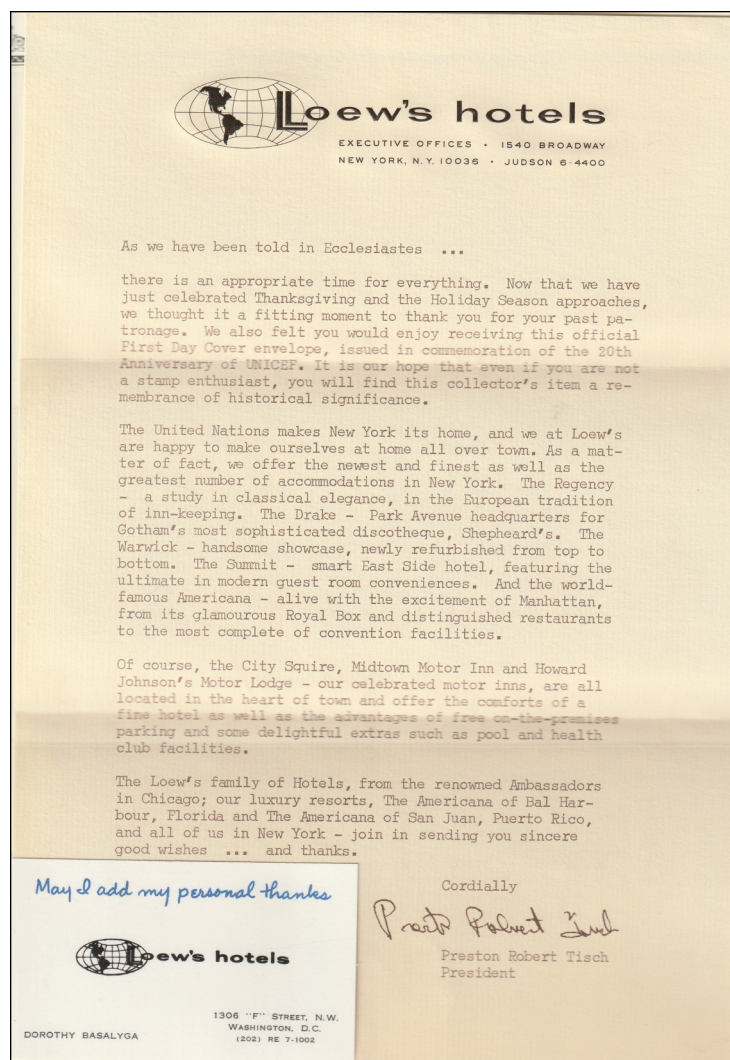 Loew's hotels
EXECUTIVE OFFICES • 1540 BROADWAY
NEW YORK, N.Y. 10036 • JUDSON 6-4400
As we have been told in Ecclesiastes ...
there is an appropriate time for everything. Now that we have
just celebrated Thanksgiving and the Holiday Season approaches,
we thought it a fitting moment to thank you for your past pa-
tronage. We also felt you would enjoy receiving this official
First Day Cover envelope, issued in commemoration of the 20th
Anniversary of UNICEF. It is our hope that even if you are not
a stamp enthusiast, you will find this collector's item a re-
membrance of historical significance.
The United Nations makes New York its home, and we at Loew's
are happy to make ourselves at home all over town. As a mat-
ter of fact, we offer the newest and finest as well as the
greatest number of accommodations in New York. The Regency
- a study in classical elegance, in the European tradition
of inn-keeping. The Drake - Park Avenue headquarters for
Gotham's most sophisticated discotheque, Shepheard's. The
Warwick - handsome showcase, newly refurbished from top to
bottom. The Summit - smart East Side hotel, featuring the
ultimate in modern guest room conveniences. And the world-
famous Americana - alive with the excitement of Manhattan,
from its glamourous Royal Box and distinguished restaurants
to the most complete of convention facilities.
Of course, the City Squire, Midtown Motor Inn and Howard
Johnson's Motor Lodge - our celebrated motor inns, are all
located in the heart of town and offer the comforts of a
fine hotel as well as the advantages of free on-the-premises
parking and some delightful extras such as pool and health
club facilities.
The Loew's family of Hotels, from the renowned Ambassadors
in Chicago; our luxury resorts, The Americana of Bal Har-
bour, Florida and The Americana of San Juan, Puerto Rico,
and all of us in New York - join in sending you sincere
good wishes ... and thanks.
Cordially
Preston Robert Tisch
Preston Robert Tisch
President
May I add my personal thanks
Loew's hotels
1306 "F" STREET, N.W.
WASHINGTON, D.C.
(202) RE 7-1002
DOROTHY BASALYGA